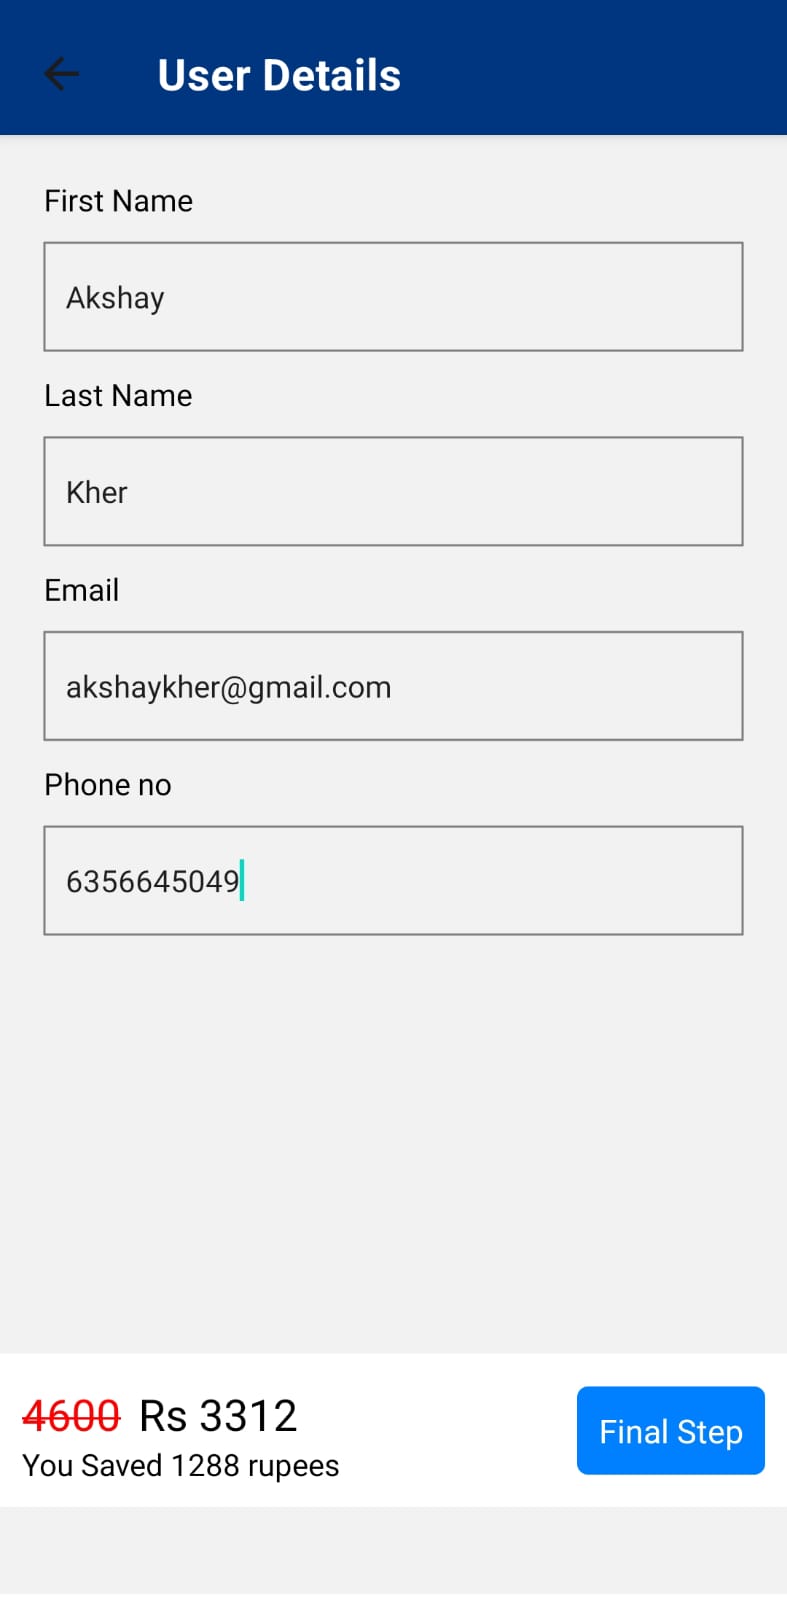 User Details
First Name
Akshay
Last Name
Kher
Email
akshaykher@gmail.com
Phone no
6356645049
4600 Rs 3312
You Saved 1288 rupees
Final Step